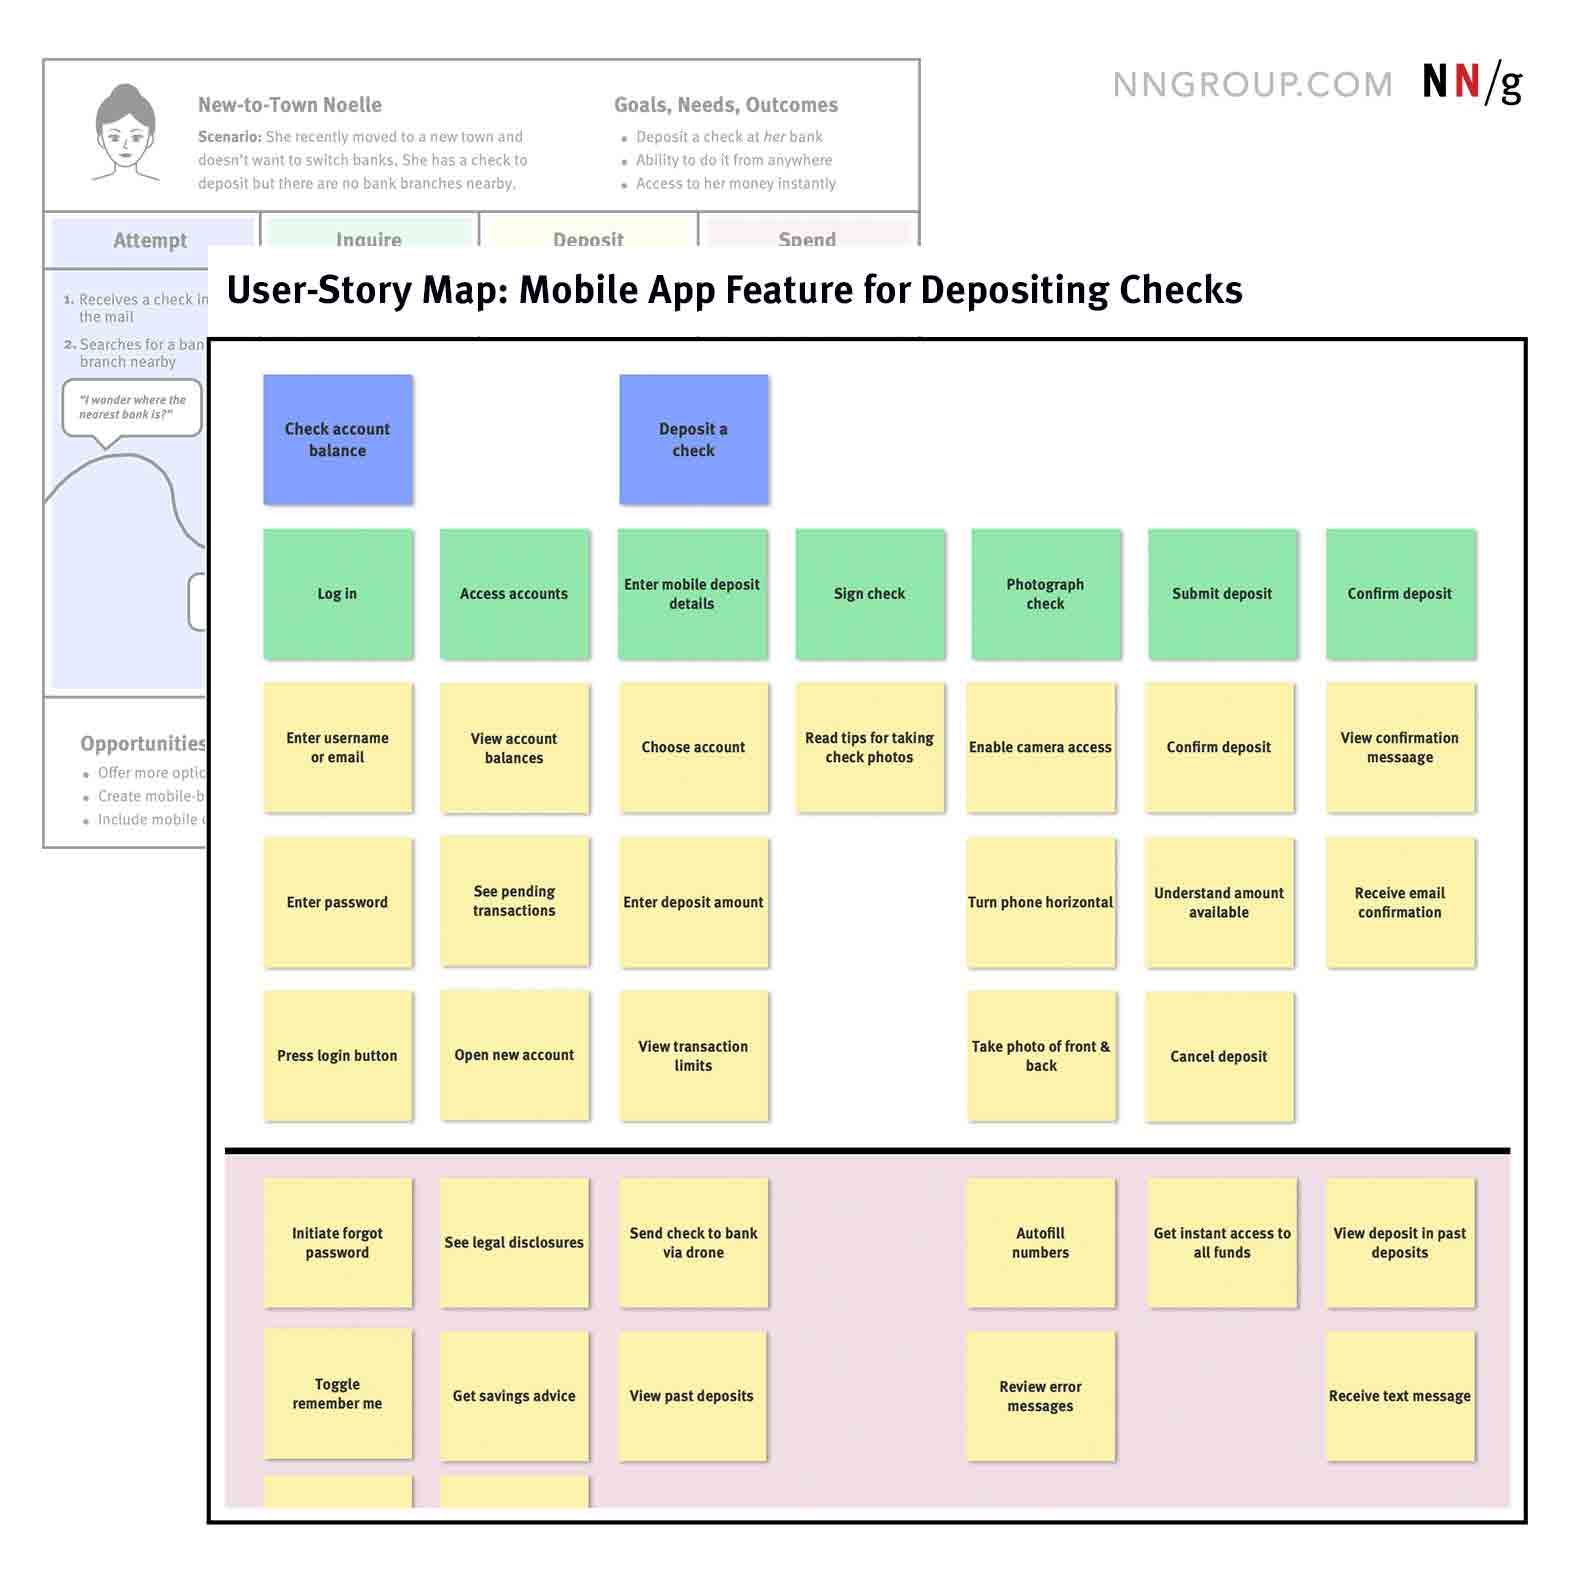 NNGROUP.COM NN/g
New-to-Town Noelle
Scenario: She recently moved to a new town and
doesn't want to switch banks. She has a check to
deposit but there are no bank branches nearby.
Goals, Needs, Outcomes
• Deposit a check at her bank
• Ability to do it from anywhere
• Access to her money instantly
Attempt
Inquire
Deposit
Spend
1. Receives a check in
the mail
2. Searches for a ban
branch nearby
"I wonder where the
nearest bank is?"
Opportunities
• Offer more optic
• Create mobile-b
• Include mobile
User-Story Map: Mobile App Feature for Depositing Checks
Check account
balance
Deposit a
check
Log in
Access accounts
Enter mobile deposit
details
Sign check
Photograph
check
Submit deposit
Confirm deposit
Enter username
or email
View account
balances
Choose account
Read tips for taking
check photos
Enable camera access
Confirm deposit
View confirmation
messaage
Enter password
See pending
transactions
Enter deposit amount
Turn phone horizontal
Understand amount
available
Receive email
confirmation
Press login button
Open new account
View transaction
limits
Take photo of front &
back
Cancel deposit
Initiate forgot
password
See legal disclosures
Send check to bank
via drone
Autofill
numbers
Get instant access to
all funds
View deposit in past
deposits
Toggle
remember me
Get savings advice
View past deposits
Review error
messages
Receive text message